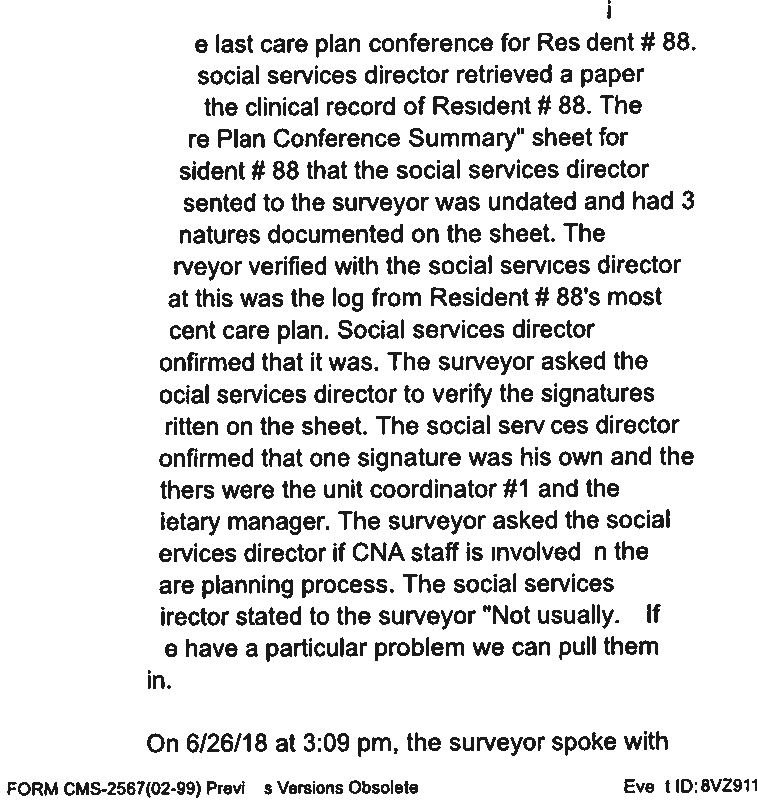 e last care plan conference for Res dent # 88.
social services director retrieved a paper
the clinical record of Resident # 88. The
re Plan Conference Summary" sheet for
sident # 88 that the social services director
sented to the surveyor was undated and had 3
natures documented on the sheet. The
rveyor verified with the social services director
at this was the log from Resident # 88's most
cent care plan. Social services director
onfirmed that it was. The surveyor asked the
ocial services director to verify the signatures
ritten on the sheet. The social serv ces director
onfirmed that one signature was his own and the
thers were the unit coordinator #1 and the
ietary manager. The surveyor asked the social
ervices director if CNA staff is involved n the
are planning process. The social services
irector stated to the surveyor "Not usually. If
e have a particular problem we can pull them
in.
On 6/26/18 at 3:09 pm, the surveyor spoke with
FORM CMS-2567(02-99) Previ s Versions Obsolete Eve t ID:8VZ911